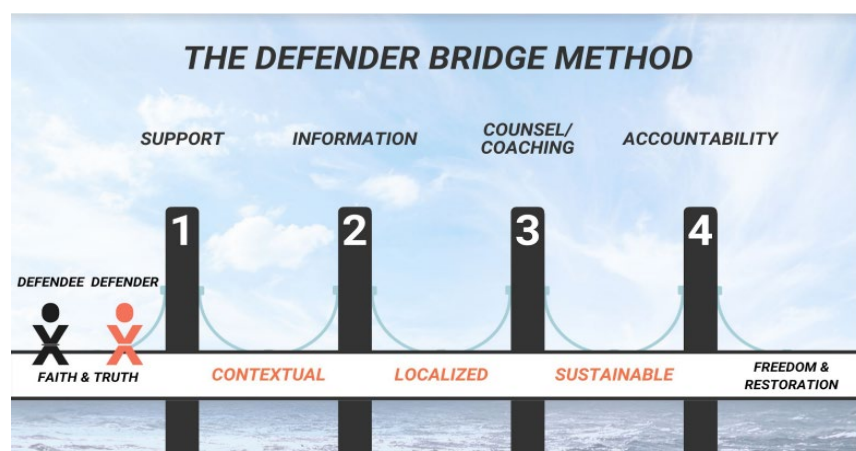 THE DEFENDER BRIDGE METHOD
SUPPORT
INFORMATION
COUNSEL/
COACHING
ACCOUNTABILITY
1
2
3
4
DEFENDEE DEFENDER
FAITH & TRUTH
CONTEXTUAL
LOCALIZED
SUSTAINABLE
FREEDOM &
RESTORATION